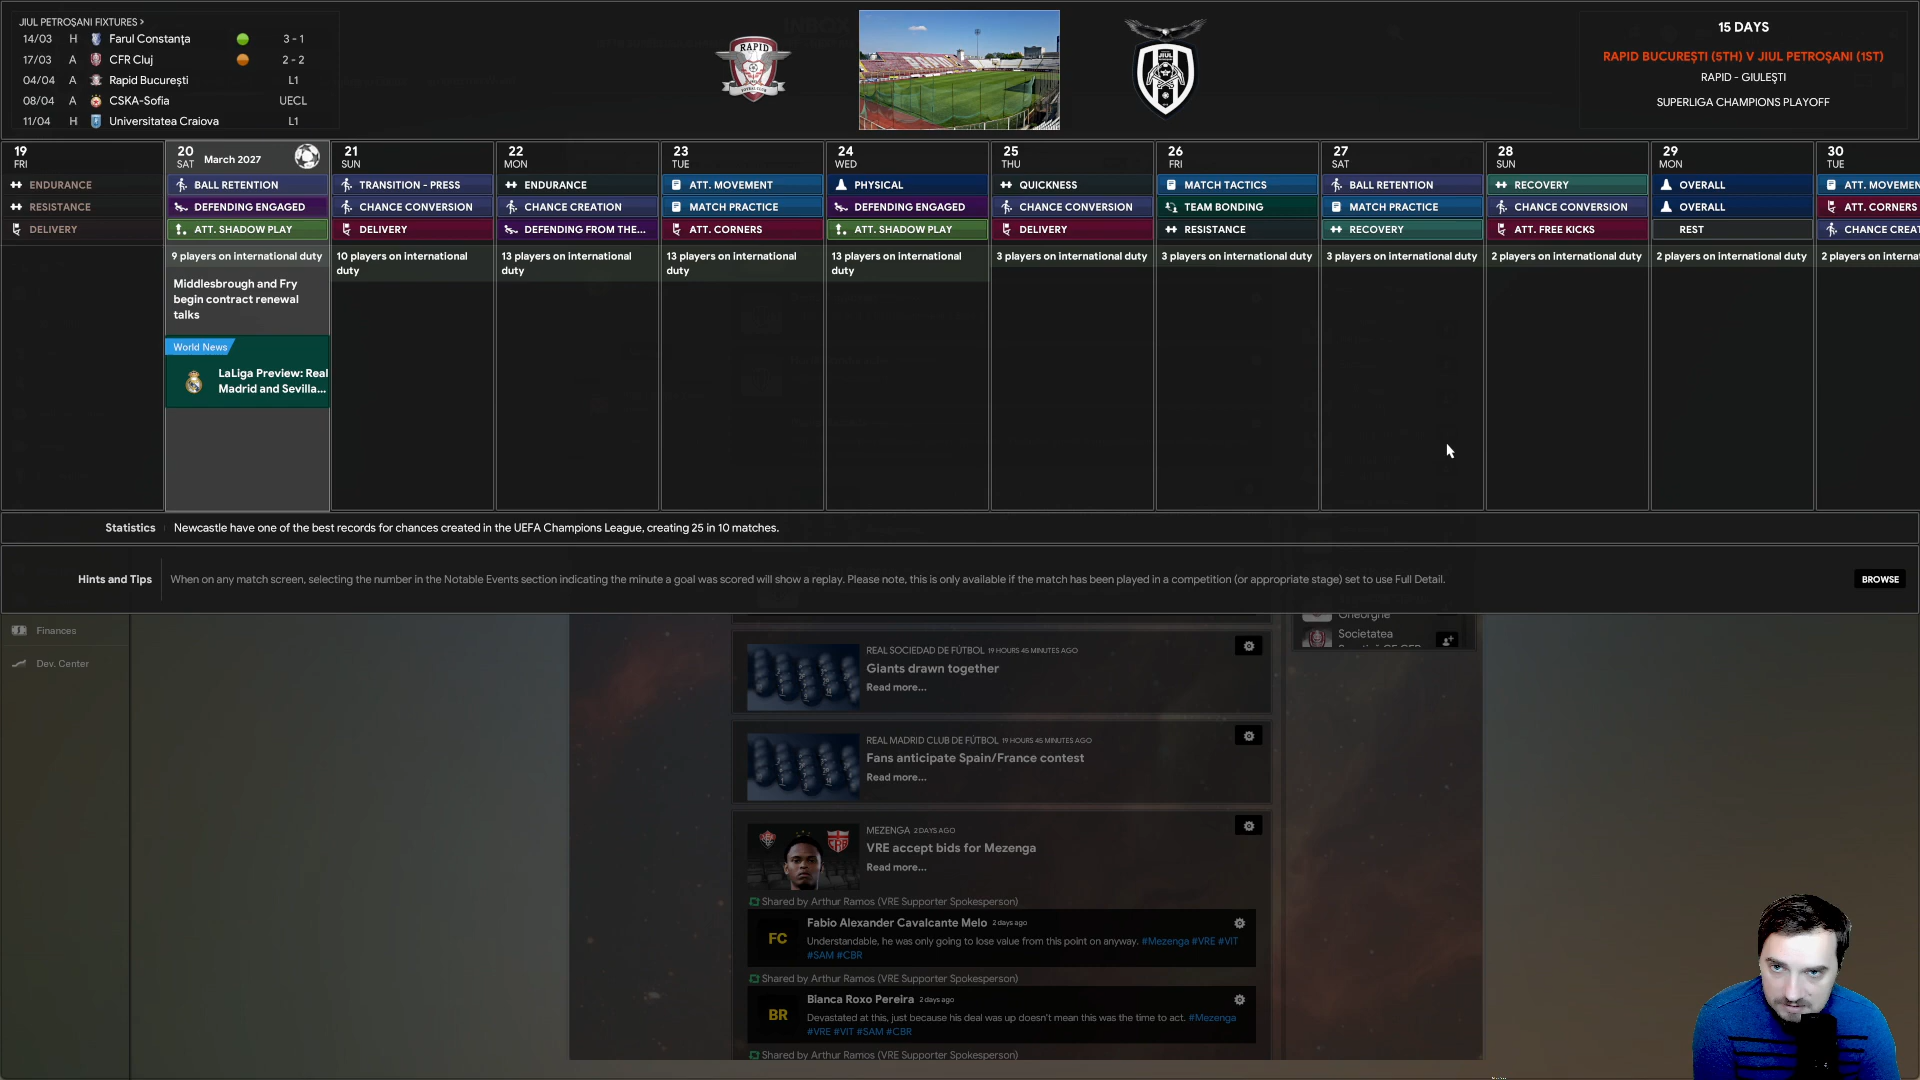 JIUL PETROȘANI FIXTURES >
14/03 H Farul Constanţa 3 - 1
17/03 A CFR Cluj 2 - 2
04/04 A Rapid București L1
08/04 A CSKA-Sofia UECL
11/04 H Universitatea Craiova L1
RAPID
15 DAYS
RAPID BUCUREȘTI (5TH) V JIUL PETROȘANI (1ST)
RAPID - GIULEȘTI
SUPERLIGA CHAMPIONS PLAYOFF
19
FRI
ENDURANCE
RESISTANCE
DELIVERY
20
SAT March 2027
BALL RETENTION
DEFENDING ENGAGED
ATT. SHADOW PLAY
9 players on international duty
Middlesbrough and Fry
begin contract renewal
talks
World News
LaLiga Preview: Real
Madrid and Sevilla...
21
SUN
TRANSITION - PRESS
CHANCE CONVERSION
DELIVERY
10 players on international
duty
22
MON
ENDURANCE
CHANCE CREATION
DEFENDING FROM THE...
13 players on international
duty
23
TUE
ATT. MOVEMENT
MATCH PRACTICE
ATT. CORNERS
13 players on international
duty
24
WED
PHYSICAL
DEFENDING ENGAGED
ATT. SHADOW PLAY
13 players on international
duty
25
THU
QUICKNESS
CHANCE CONVERSION
DELIVERY
3 players on international duty
26
FRI
MATCH TACTICS
TEAM BONDING
RESISTANCE
3 players on international duty
27
SAT
BALL RETENTION
MATCH PRACTICE
RECOVERY
3 players on international duty
28
SUN
RECOVERY
CHANCE CONVERSION
ATT. FREE KICKS
2 players on international duty
29
MON
OVERALL
OVERALL
REST
2 players on international duty
30
TUE
ATT. MOVEMEN
ATT. CORNERS
CHANCE CREAT
2 players on interna
Statistics Newcastle have one of the best records for chances created in the UEFA Champions League, creating 25 in 10 matches.
Hints and Tips When on any match screen, selecting the number in the Notable Events section indicating the minute a goal was scored will show a replay. Please note, this is only available if the match has been played in a competition (or appropriate stage) set to use Full Detail.
BROWSE
Finances
Dev. Center
Gheorghe
Societatea
REAL SOCIEDAD DE FÚTBOL 19 HOURS 45 MINUTES AGO
Giants drawn together
Read more...
REAL MADRID CLUB DE FÚTBOL 19 HOURS 45 MINUTES AGO
Fans anticipate Spain/France contest
Read more...
MEZENGA 2 DAYS AGO
VRE accept bids for Mezenga
Read more...
Shared by Arthur Ramos (VRE Supporter Spokesperson)
FC
Fabio Alexander Cavalcante Melo 2 days ago
Understandable, he was only going to lose value from this point on anyway. #Mezenga #VRE #VIT
#SAM #CBR
Shared by Arthur Ramos (VRE Supporter Spokesperson)
BR
Bianca Roxo Pereira 2 days ago
Devastated at this, just because his deal was up doesn't mean this was the time to act. #Mezenga
#VRE #VIT #SAM #CBR
Shared by Arthur Ramos (VRE Supporter Spokesperson)